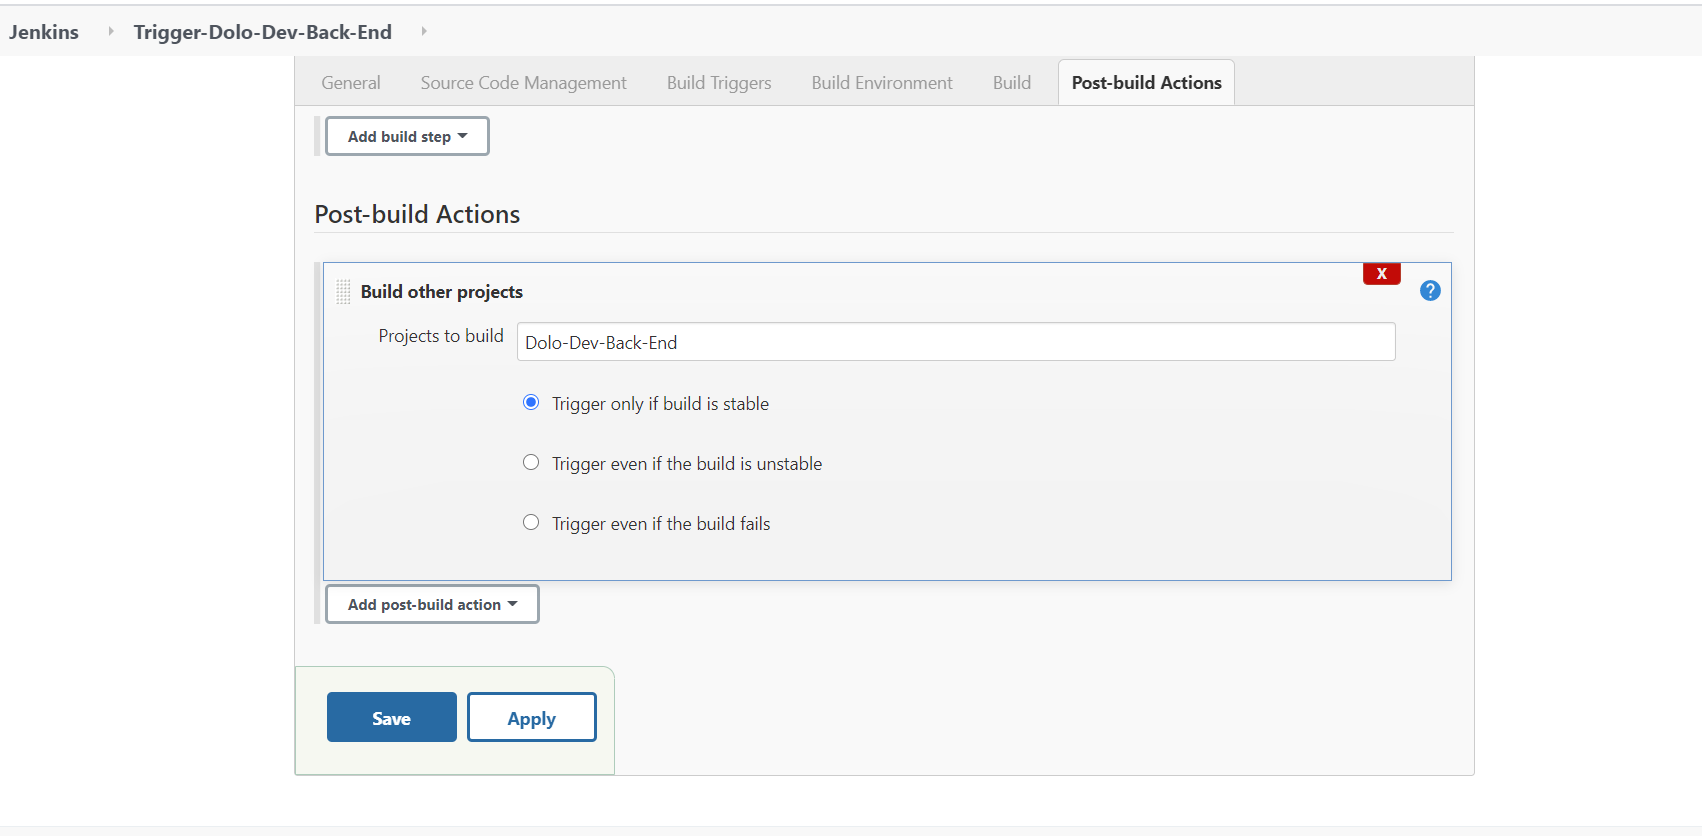 Jenkins Trigger-Dolo-Dev-Back-End
General Source Code Management Build Triggers Build Environment Build Post-build Actions
Add build step
Post-build Actions
X
Build other projects
?
Projects to build Dolo-Dev-Back-End
Trigger only if build is stable
Trigger even if the build is unstable
Trigger even if the build fails
Add post-build action
Save Apply